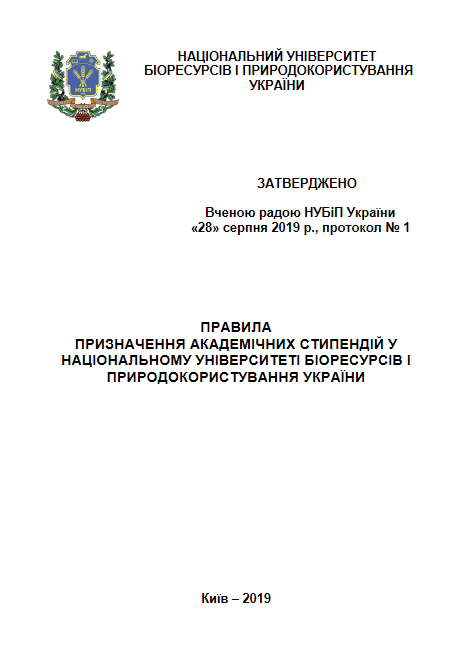 НАЦІОНАЛЬНИЙ УНІВЕРСИТЕТ
БІОРЕСУРСІВ І ПРИРОДОКОРИСТУВАННЯ
УКРАЇНИ
НУБІП
ЗАТВЕРДЖЕНО
Вченою радою НУБіП України
«28» серпня 2019 р., протокол № 1
ПРАВИЛА
ПРИЗНАЧЕННЯ АКАДЕМІЧНИХ СТИПЕНДІЙ У
НАЦІОНАЛЬНОМУ УНІВЕРСИТЕТІ БІОРЕСУРСІВ І
ПРИРОДОКОРИСТУВАННЯ УКРАЇНИ
Київ – 2019